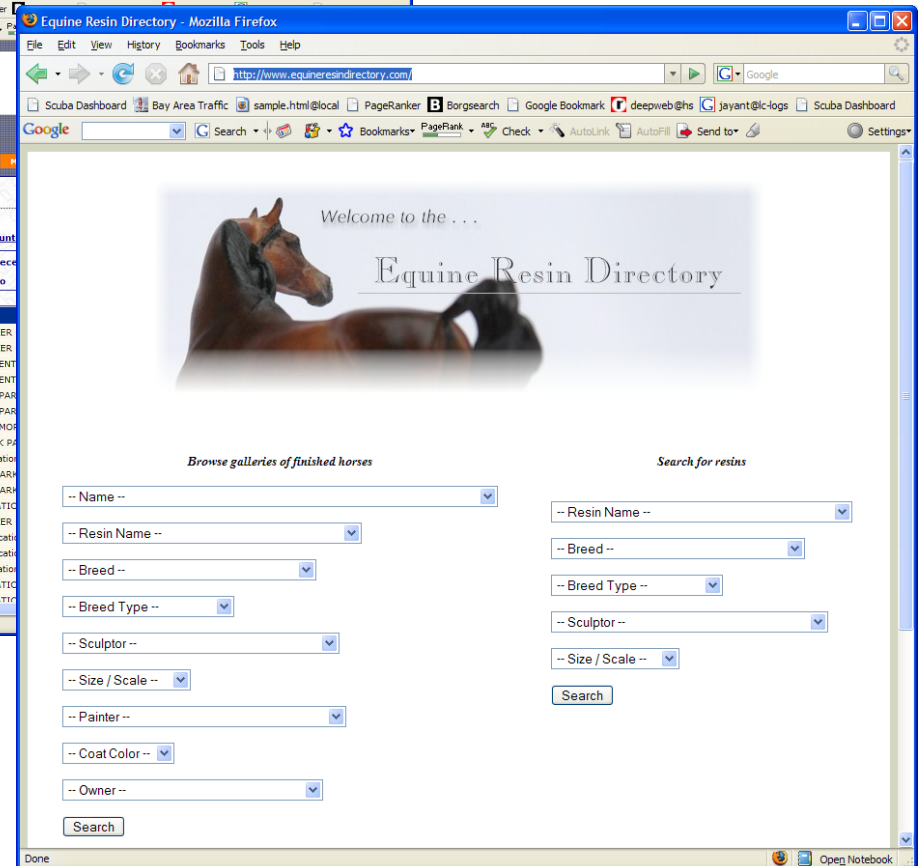 Equine Resin Directory - Mozilla Firefox
File Edit View History Bookmarks Tools Help
http://www.equineresindirectory.com/ G Google
Scuba Dashboard Bay Area Traffic sample.html@local PageRanker B Borgsearch Google Bookmark deepweb@hs G jayant@lc-logs Scuba Dashboard
Google G Search Bookmarks PageRank ABC Check AutoLink AutoFill Send to Settings
Welcome to the . . .
Equine Resin Directory
Browse galleries of finished horses
-- Name --
-- Resin Name --
-- Breed --
-- Breed Type --
-- Sculptor --
-- Size / Scale --
-- Painter --
-- Coat Color --
-- Owner --
Search
Search for resins
-- Resin Name --
-- Breed --
-- Breed Type --
-- Sculptor --
-- Size / Scale --
Search
Done Open Notebook